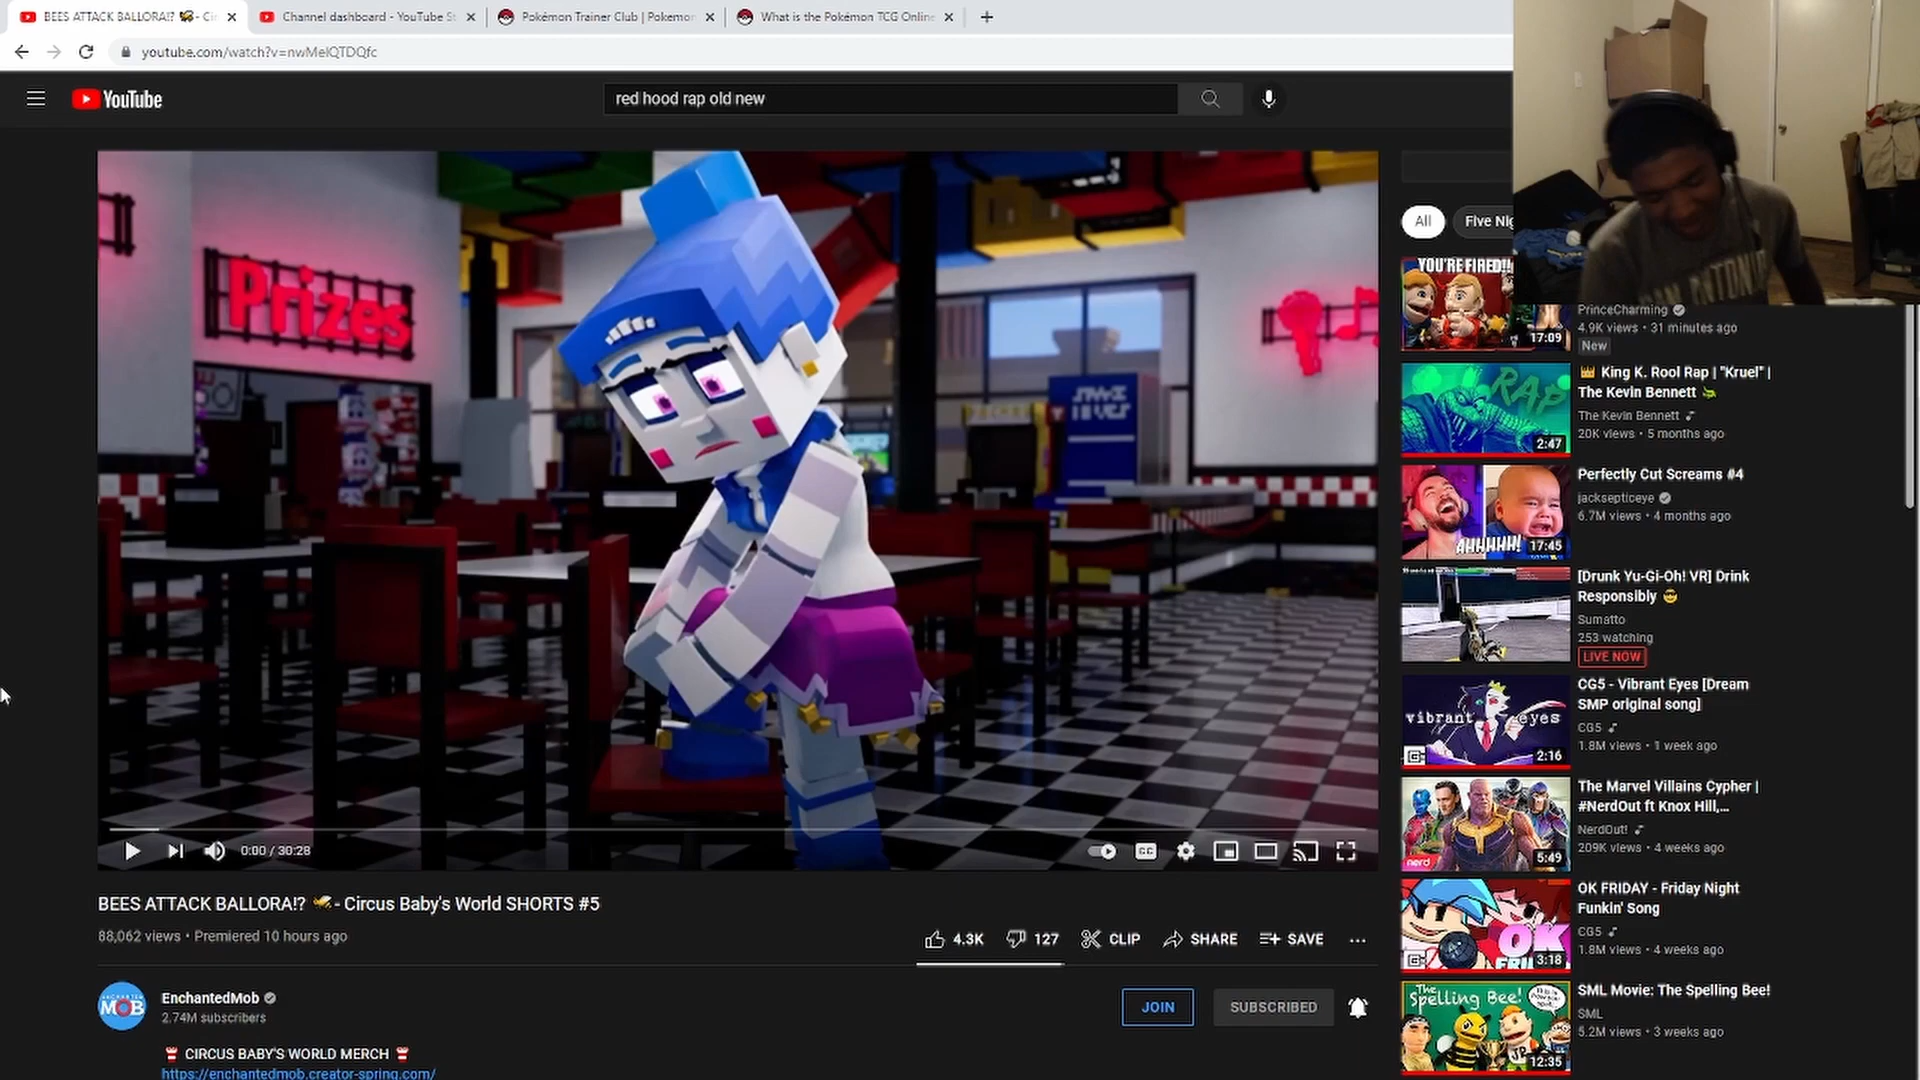 BEES ATTACK BALLORA!? 🐝 - Ci
Channel dashboard - YouTube St
Pokémon Trainer Club | Pokemon
What is the Pokémon TCG Online
youtube.com/watch?v=nwMelQTDQfc
YouTube
red hood rap old new
Prizes
0:00 / 30:28
CC
BEES ATTACK BALLORA!? 🐝 - Circus Baby's World SHORTS #5
88,062 views • Premiered 10 hours ago
4.3K
127
CLIP
SHARE
SAVE
MOB
EnchantedMob
2.74M subscribers
JOIN
SUBSCRIBED
CIRCUS BABY'S WORLD MERCH
https://enchantedmob.creator-spring.com/
All
Five Nig
YOU'RE FIRED!!
17:09
PrinceCharming
4.9K views • 31 minutes ago
New
RAP
2:47
👑 King K. Rool Rap | "Kruel" |
The Kevin Bennett 🐊
The Kevin Bennett
20K views • 5 months ago
AHHHHH!
17:45
Perfectly Cut Screams #4
jacksepticeye
6.7M views • 4 months ago
[Drunk Yu-Gi-Oh! VR] Drink
Responsibly 😎
Sumatto
253 watching
LIVE NOW
vibrant eyes
2:16
CG5 - Vibrant Eyes [Dream
SMP original song]
CG5
1.8M views • 1 week ago
nerd
5:49
The Marvel Villains Cypher |
#NerdOut ft Knox Hill,...
NerdOut!
209K views • 4 weeks ago
OK
3:18
OK FRIDAY - Friday Night
Funkin' Song
CG5
1.8M views • 4 weeks ago
The
Spelling Bee!
JP
12:35
SML Movie: The Spelling Bee!
SML
5.2M views • 3 weeks ago